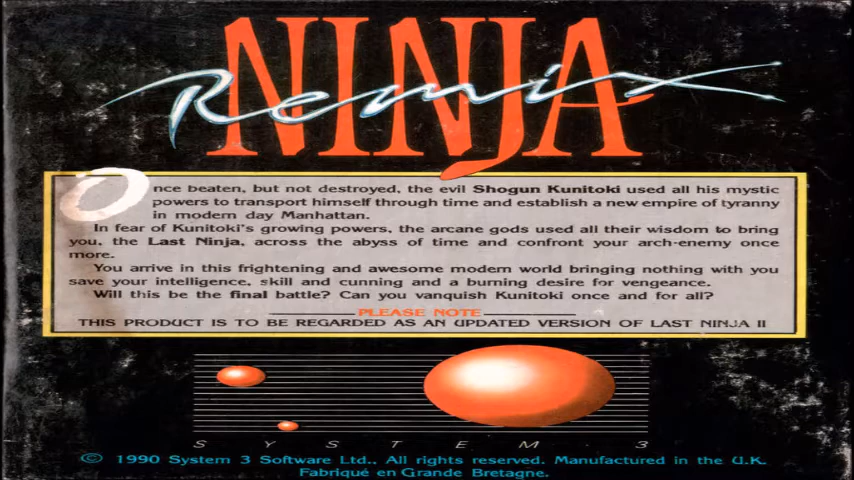 NINJA
Remix
Once beaten, but not destroyed, the evil Shogun Kunitoki used all his mystic
powers to transport himself through time and establish a new empire of tyranny
in modern day Manhattan.
In fear of Kunitoki's growing powers, the arcane gods used all their wisdom to bring
you, the Last Ninja, across the abyss of time and confront your arch-enemy once
more.
You arrive in this frightening and awesome modern world bringing nothing with you
save your intelligence, skill and cunning and a burning desire for vengeance.
Will this be the final battle? Can you vanquish Kunitoki once and for all?
PLEASE NOTE
THIS PRODUCT IS TO BE REGARDED AS AN UPDATED VERSION OF LAST NINJA II
SYSTEM 3
© 1990 System 3 Software Ltd., All rights reserved. Manufactured in the U.K.
Fabriqué en Grande Bretagne.